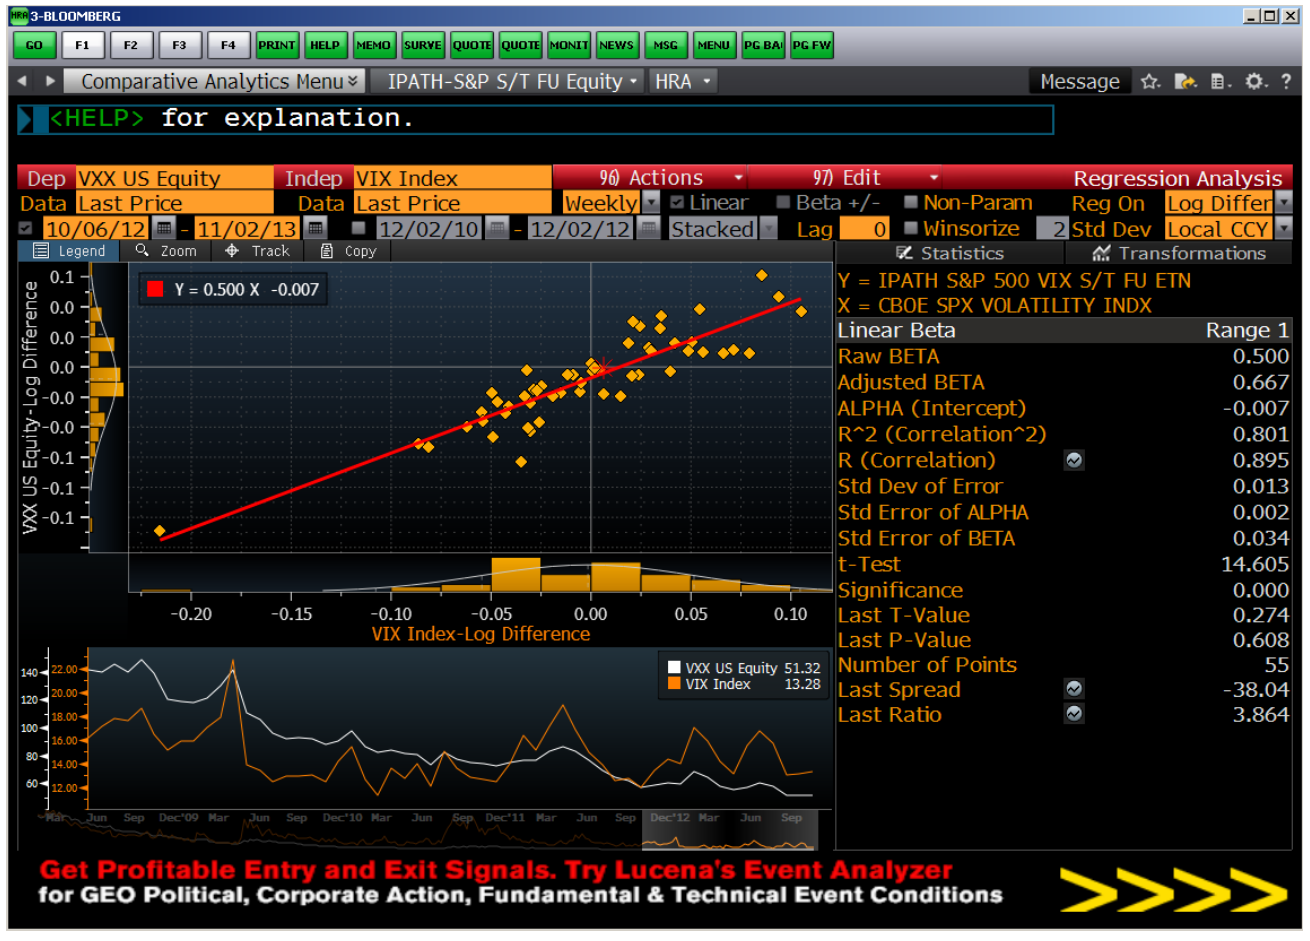 HRA 3-BLOOMBERG
GO F1 F2 F3 F4 PRINT HELP MEMO SURVE QUOTE QUOTE MONIT NEWS MSG MENU PG BA PG FW
Comparative Analytics Menu IPATH-S&P S/T FU Equity HRA Message ?
<HELP> for explanation.
Dep VXX US Equity Indep VIX Index 96) Actions 97) Edit Regression Analysis
Data Last Price Data Last Price Weekly Linear Beta +/- Non-Param Reg On Log Differ
10/06/12 - 11/02/13 12/02/10 - 12/02/12 Stacked Lag 0 Winsorize 2 Std Dev Local CCY
Legend Zoom Track Copy Statistics Transformations
Y = 0.500 X -0.007
VXX US Equity-Log Difference
0.1
0.0
0.0
0.0
-0.0
-0.0
-0.1
-0.1
-0.1
-0.20 -0.15 -0.10 -0.05 0.00 0.05 0.10
VIX Index-Log Difference
Y = IPATH S&P 500 VIX S/T FU ETN
X = CBOE SPX VOLATILITY INDX
Linear Beta Range 1
Raw BETA 0.500
Adjusted BETA 0.667
ALPHA (Intercept) -0.007
R^2 (Correlation^2) 0.801
R (Correlation) 0.895
Std Dev of Error 0.013
Std Error of ALPHA 0.002
Std Error of BETA 0.034
t-Test 14.605
Significance 0.000
Last T-Value 0.274
Last P-Value 0.608
Number of Points 55
Last Spread -38.04
Last Ratio 3.864
VXX US Equity 51.32
VIX Index 13.28
140 22.00
120 20.00
100 18.00
16.00
80 14.00
60 12.00
Mar Jun Sep Dec'09 Mar Jun Sep Dec'10 Mar Jun Sep Dec'11 Mar Jun Sep Dec'12 Mar Jun Sep
Get Profitable Entry and Exit Signals. Try Lucena's Event Analyzer
for GEO Political, Corporate Action, Fundamental & Technical Event Conditions